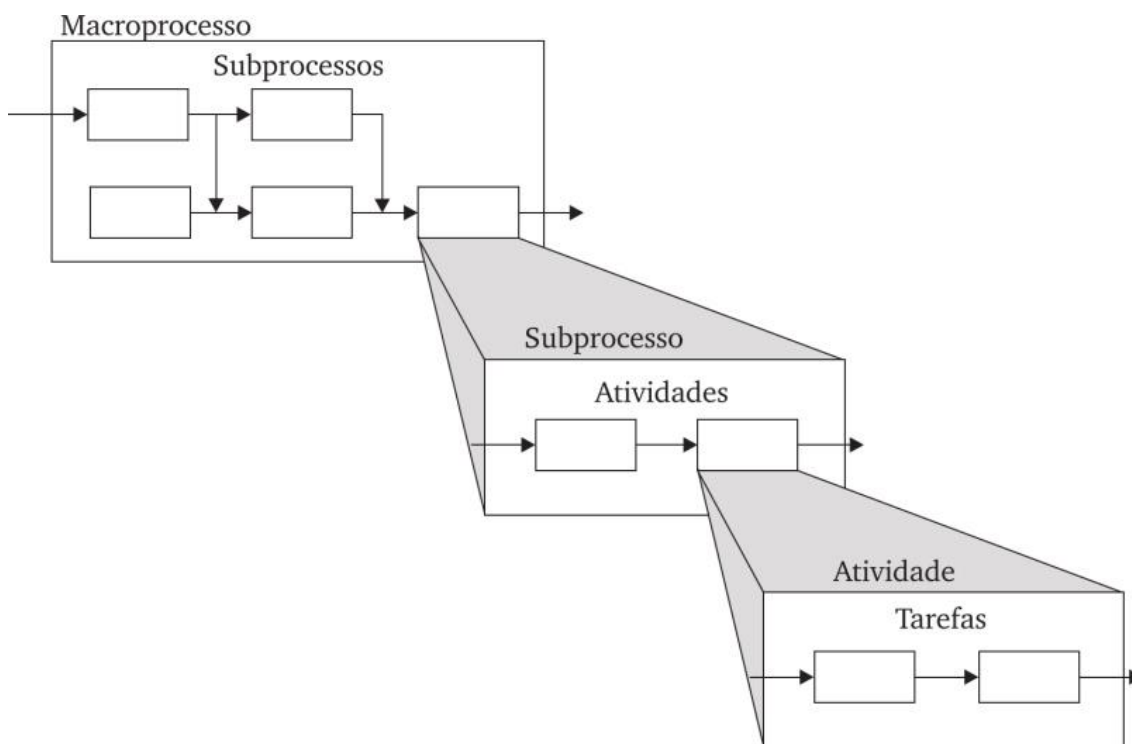 Macroprocesso
Subprocessos
Subprocesso
Atividades
Atividade
Tarefas